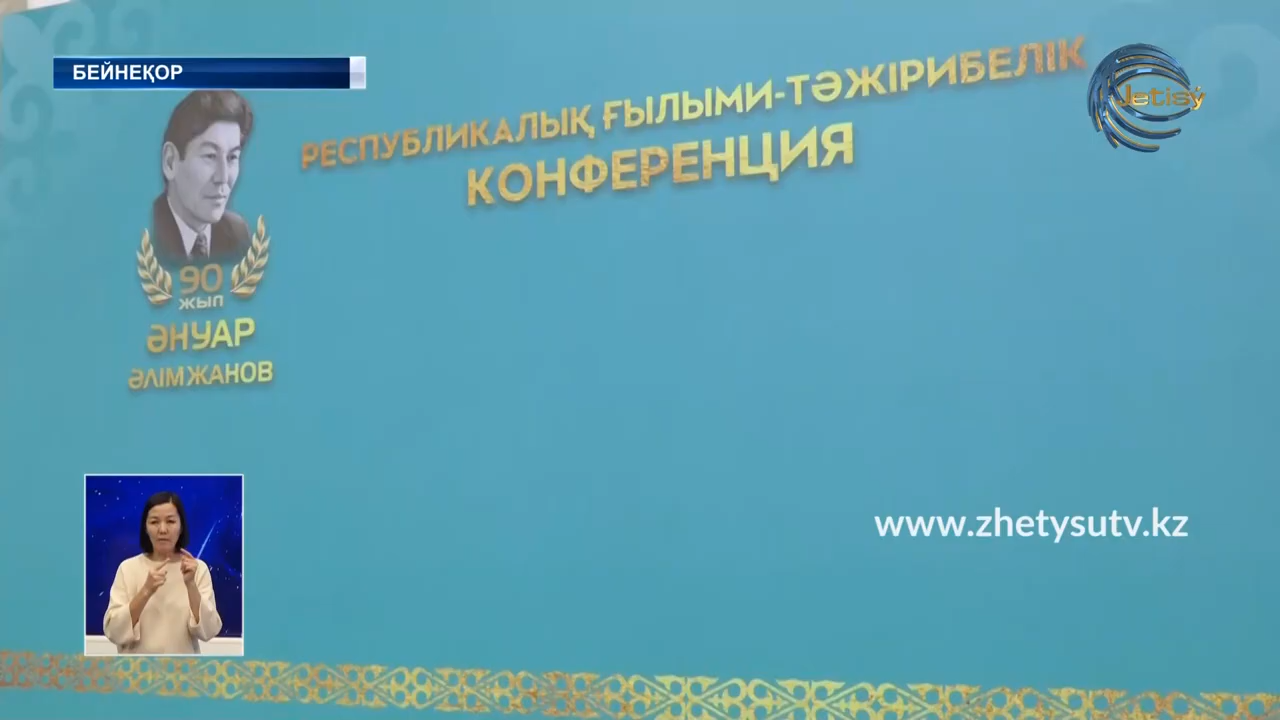 БЕЙНЕҚОР
Jetisý
РЕСПУБЛИКАЛЫҚ ҒЫЛЫМИ-ТӘЖІРИБЕЛІК
КОНФЕРЕНЦИЯ
90
ЖЫЛ
ӘНУАР
ӘЛІМЖАНОВ
www.zhetysutv.kz